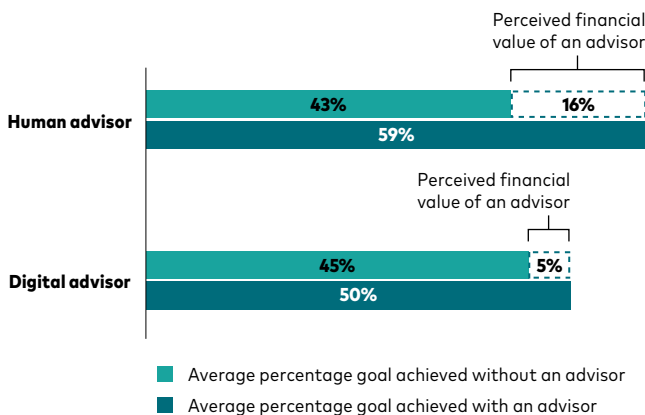 Perceived financial
value of an advisor
Human advisor
43%
16%
59%
Perceived financial
value of an advisor
Digital advisor
45%
5%
50%
Average percentage goal achieved without an advisor
Average percentage goal achieved with an advisor